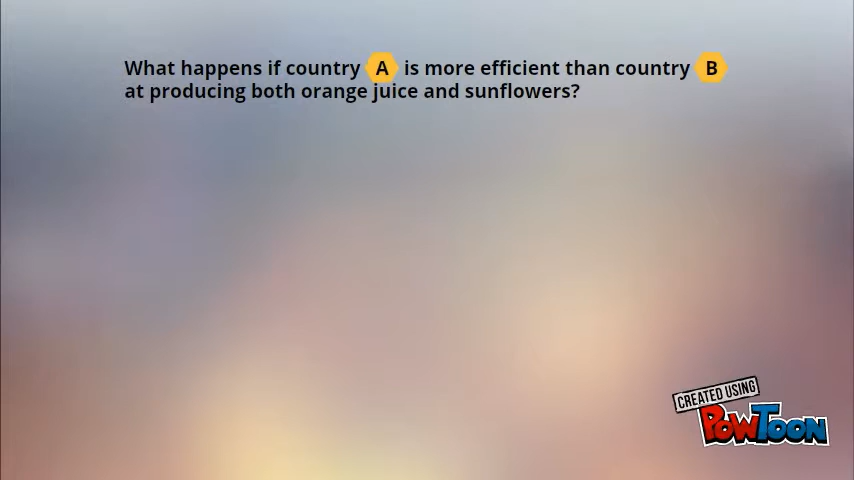 What happens if country A is more efficient than country B
at producing both orange juice and sunflowers?
CREATED USING
POWTOON